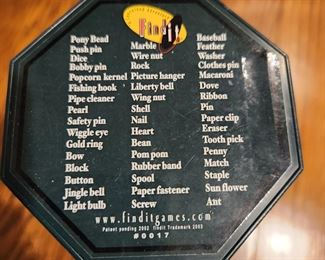 Find it
Pony Bead
Push pin
Dice
Bobby pin
Popcorn kernel
Fishing hook
Pipe cleaner
Pearl
Safety pin
Wiggle eye
Gold ring
Bow
Block
Button
Jingle bell
Light bulb
Marble
Wire nut
Rock
Picture hanger
Liberty bell
Wing nut
Shell
Nail
Heart
Bean
Pom pom
Rubber band
Spool
Paper fastener
Screw
Baseball
Feather
Washer
Clothes pin
Macaroni
Dove
Ribbon
Pin
Paper clip
Eraser
Tooth pick
Penny
Match
Staple
Sun flower
Ant
www.finditgames.com
Patent pending 2002 findit Trademark 2003
#0017